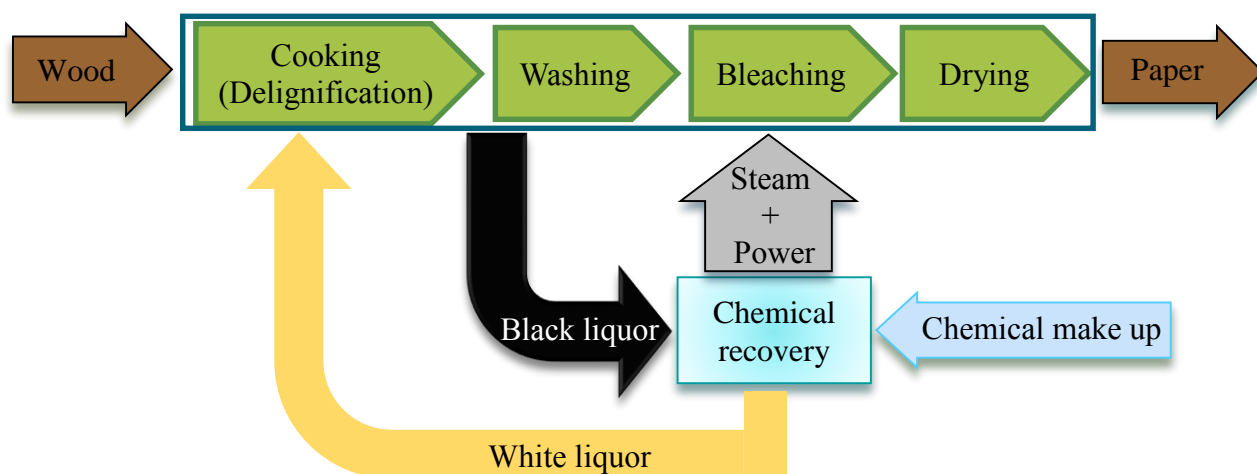 Wood
Cooking
(Delignification)
Washing
Bleaching
Drying
Paper
Steam
+
Power
Black liquor
Chemical
recovery
Chemical make up
White liquor